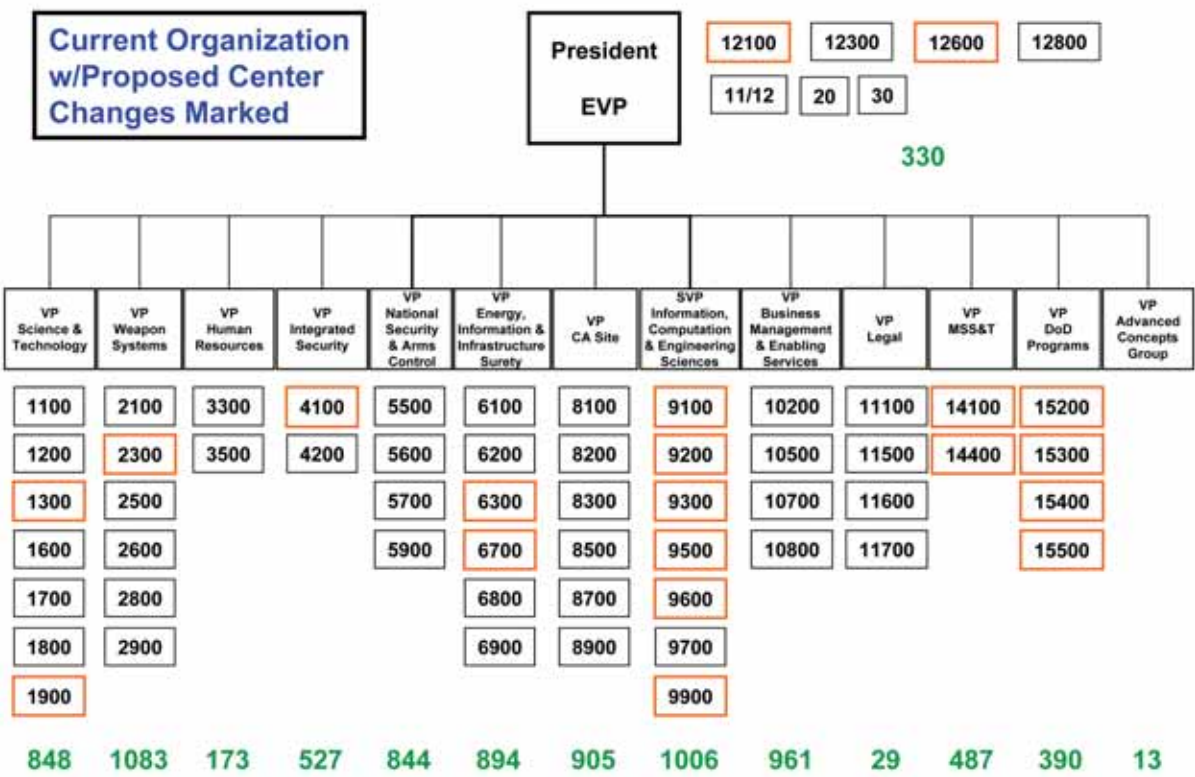 Current Organization
w/Proposed Center
Changes Marked
President
EVP
12100 12300 12600 12800
11/12 20 30
330
VP
Science &
Technology
VP
Weapon
Systems
VP
Human
Resources
VP
Integrated
Security
VP
National
Security
& Arms
Control
VP
Energy,
Information &
Infrastructure
Surety
VP
CA Site
SVP
Information,
Computation
& Engineering
Sciences
VP
Business
Management
& Enabling
Services
VP
Legal
VP
MSS&T
VP
DoD
Programs
VP
Advanced
Concepts
Group
1100 2100 3300 4100 5500 6100 8100 9100 10200 11100 14100 15200
1200 2300 3500 4200 5600 6200 8200 9200 10500 11500 14400 15300
1300 2500 5700 6300 8300 9300 10700 11600 15400
1600 2600 5900 6700 8500 9500 10800 11700 15500
1700 2800 6800 8700 9600
1800 2900 6900 8900 9700
1900 9900
848 1083 173 527 844 894 905 1006 961 29 487 390 13